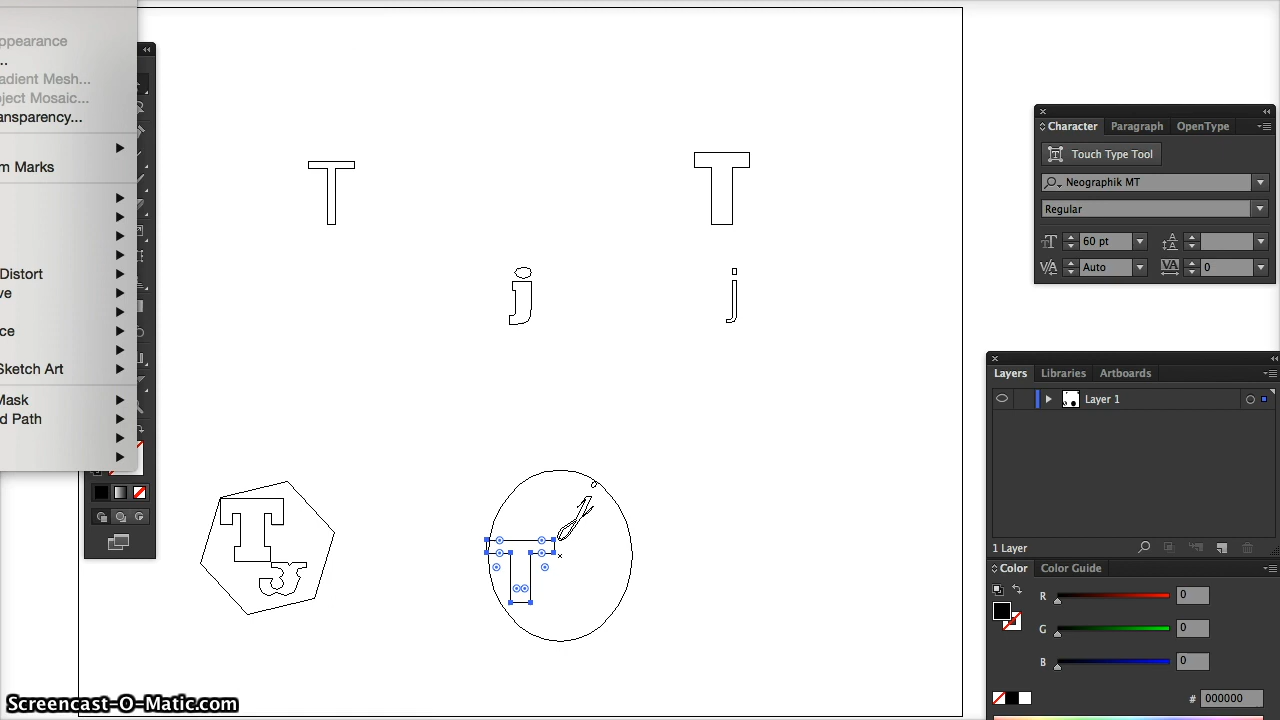 ppearance
...
adient Mesh...
oject Mosaic...
ansparency...
m Marks
Distort
ve
ce
Sketch Art
Mask
d Path
T
T
j
j
T
T
Character Paragraph OpenType
Touch Type Tool
Neographik MT
Regular
60 pt
Auto 0
Layers Libraries Artboards
Layer 1
1 Layer
Color Color Guide
R 0
G 0
B 0
# 000000
Screencast-O-Matic.com